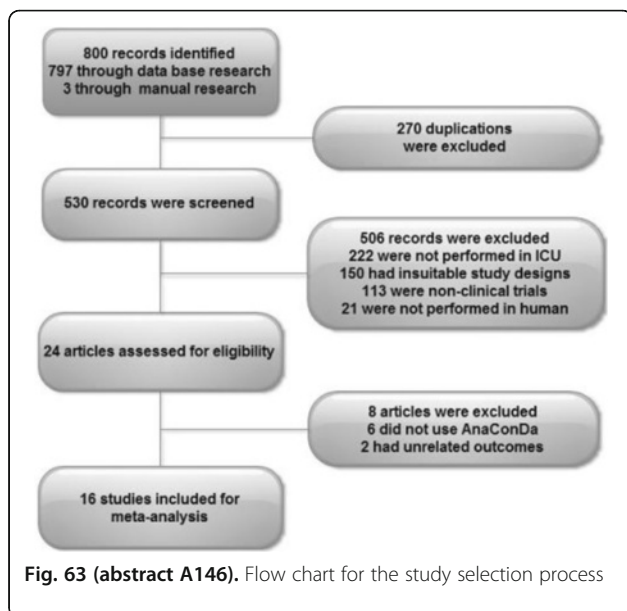 800 records identified
797 through data base research
3 through manual research
270 duplications
were excluded
530 records were screened
506 records were excluded
222 were not performed in ICU
150 had insuitable study designs
113 were non-clinical trials
21 were not performed in human
24 articles assessed for eligibility
8 articles were excluded
6 did not use AnaConDa
2 had unrelated outcomes
16 studies included for
meta-analysis
Fig. 63 (abstract A146). Flow chart for the study selection process